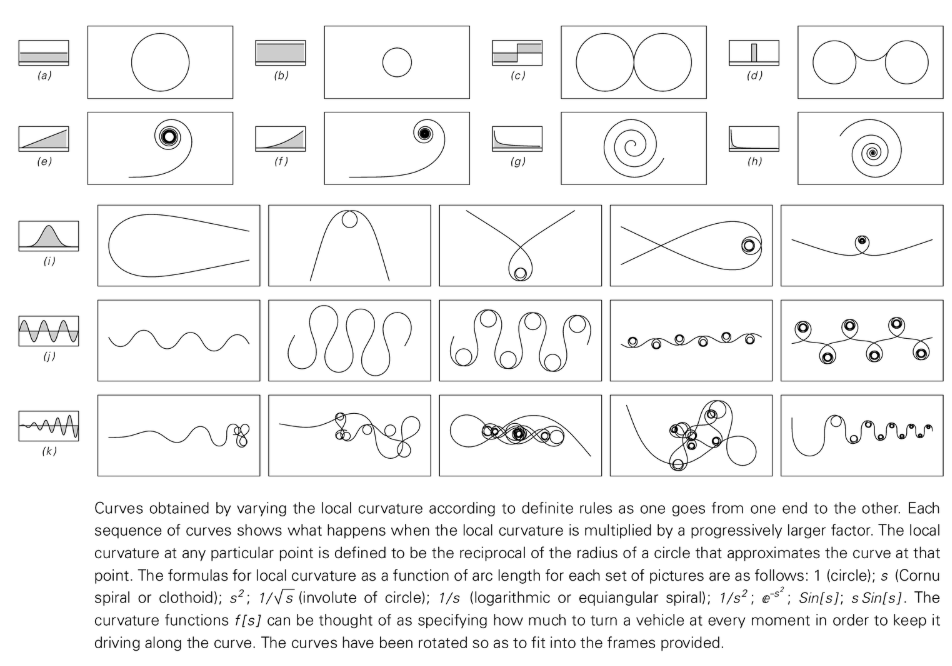 (a) (b) (c) (d)
(e) (f) (g) (h)
(i)
(j)
(k)
Curves obtained by varying the local curvature according to definite rules as one goes from one end to the other. Each
sequence of curves shows what happens when the local curvature is multiplied by a progressively larger factor. The local
curvature at any particular point is defined to be the reciprocal of the radius of a circle that approximates the curve at that
point. The formulas for local curvature as a function of arc length for each set of pictures are as follows: 1 (circle); s (Cornu
spiral or clothoid); s²; 1/√s (involute of circle); 1/s (logarithmic or equiangular spiral); 1/s²; ⅇ^-s²; Sin[s]; s Sin[s]. The
curvature functions f[s] can be thought of as specifying how much to turn a vehicle at every moment in order to keep it
driving along the curve. The curves have been rotated so as to fit into the frames provided.